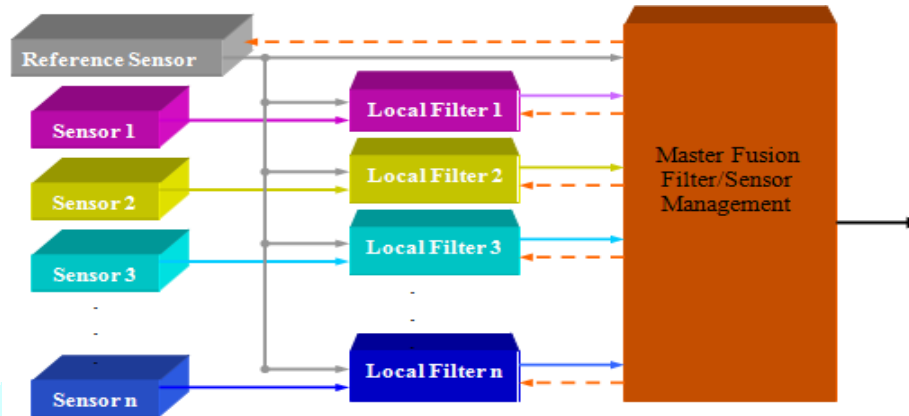 Reference Sensor
Sensor 1
Local Filter 1
Sensor 2
Local Filter 2
Sensor 3
Local Filter 3
Sensor n
Local Filter n
Master Fusion
Filter/Sensor
Management